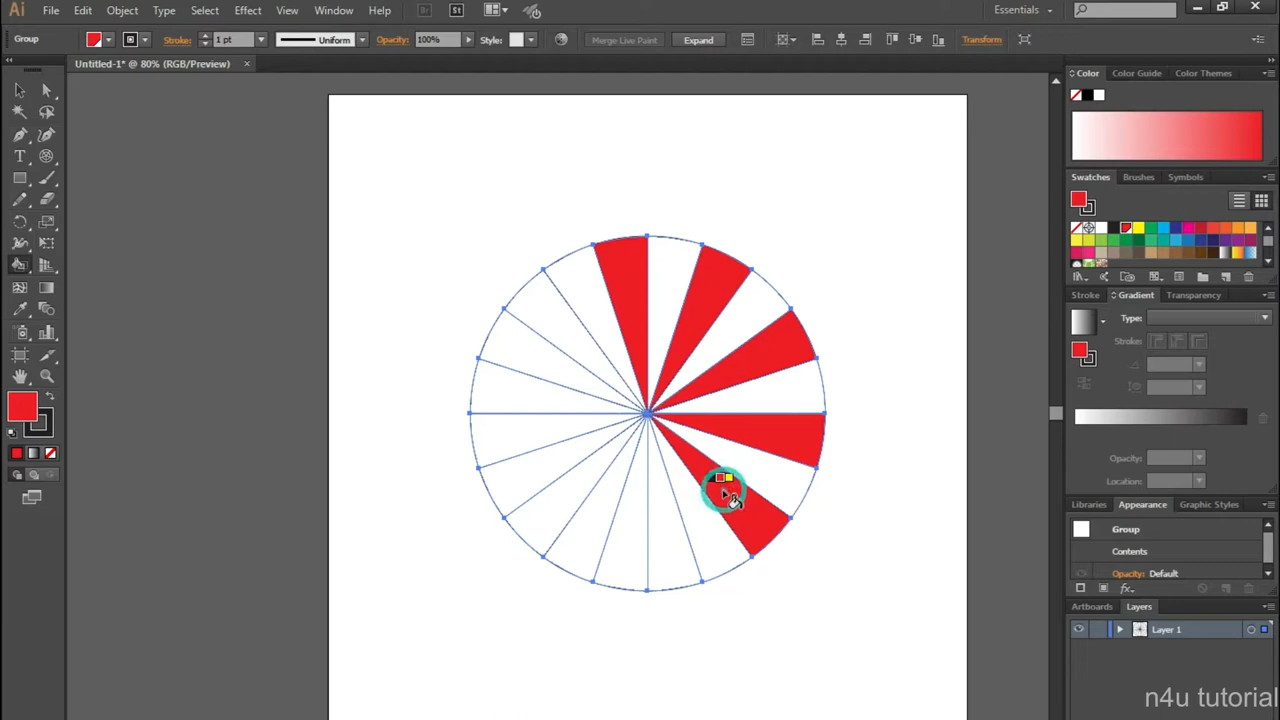 Ai File Edit Object Type Select Effect View Window Help Br St Essentials
Group Stroke: 1 pt Uniform Opacity: 100% Style: Merge Live Paint Expand Transform
Untitled-1* @ 80% (RGB/Preview) ×
Color Color Guide Color Themes
Swatches Brushes Symbols
Stroke Gradient Transparency
Type:
Stroke:
Opacity:
Location:
Libraries Appearance Graphic Styles
Group
Contents
Opacity: Default
fx
Artboards Layers
Layer 1
n4u tutorial